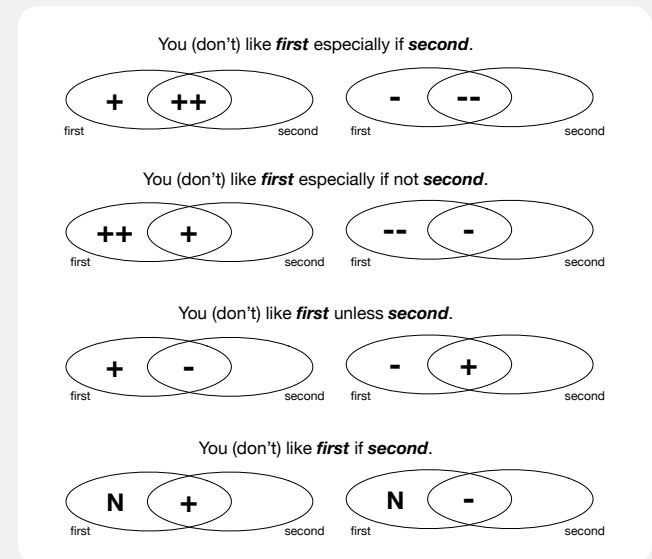 You (don't) like first especially if second.
+ ++ - --
first second first second
You (don't) like first especially if not second.
++ + -- -
first second first second
You (don't) like first unless second.
+ - - +
first second first second
You (don't) like first if second.
N + N -
first second first second